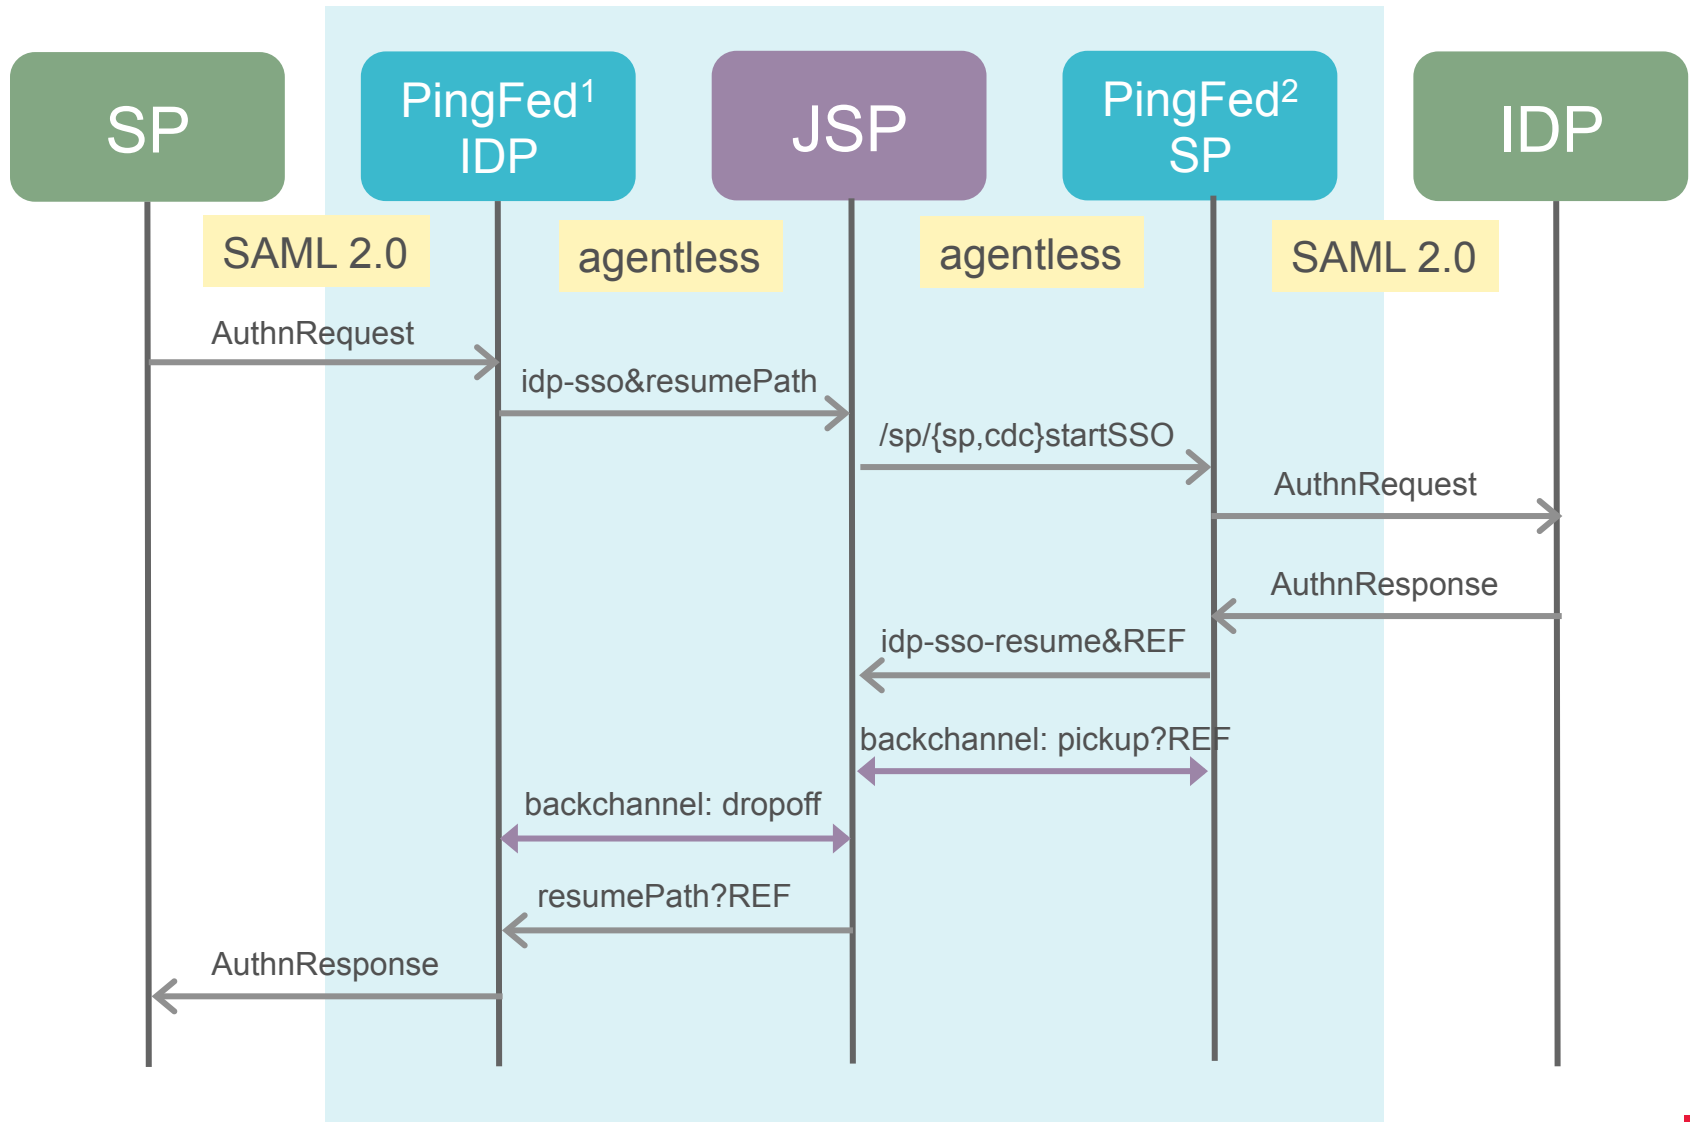 SP
PingFed1
IDP
JSP
PingFed2
SP
IDP
SAML 2.0
agentless
agentless
SAML 2.0
AuthnRequest
idp-sso&resumePath
/sp/{sp,cdc}startSSO
AuthnRequest
AuthnResponse
idp-sso-resume&REF
backchannel: pickup?REF
backchannel: dropoff
resumePath?REF
AuthnResponse